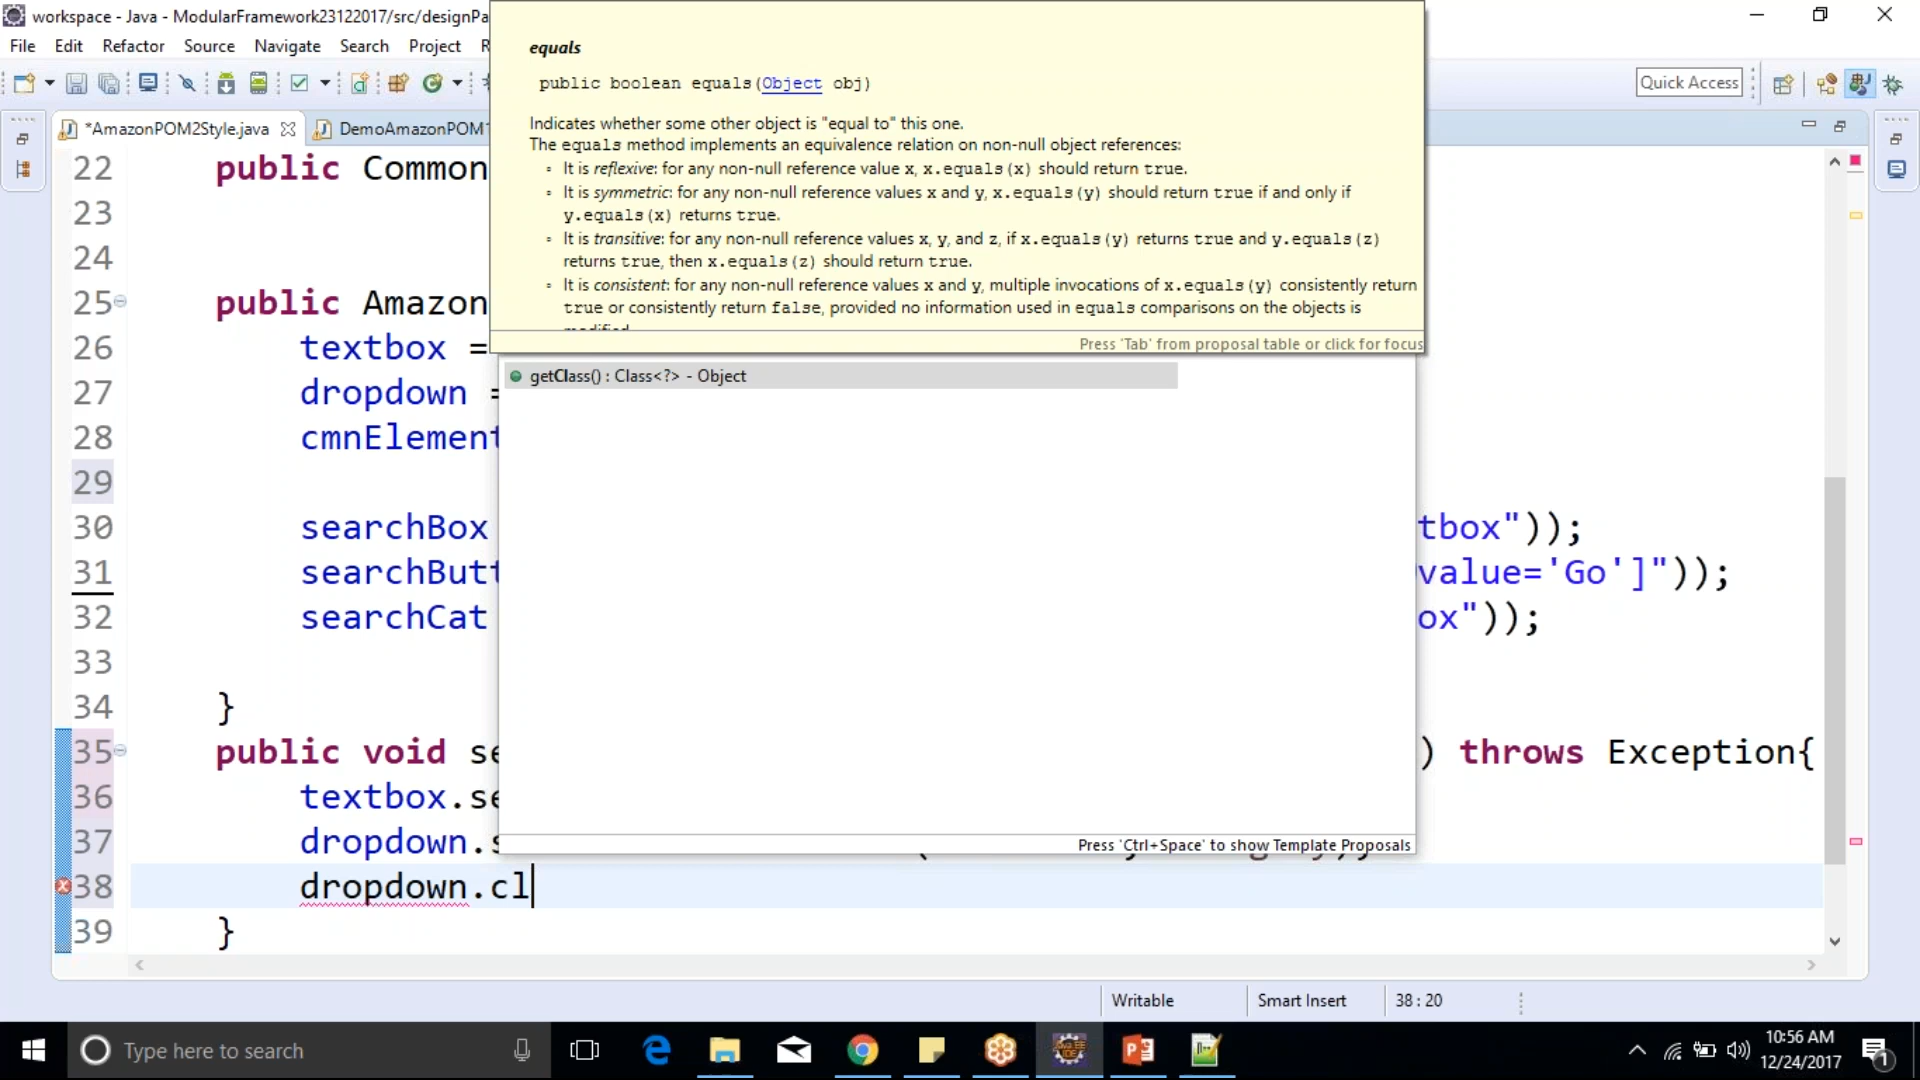 workspace - Java - ModularFramework23122017/src/designPa
File Edit Refactor Source Navigate Search Project R
Quick Access
*AmazonPOM2Style.java
DemoAmazonPOM1
equals
public boolean equals(Object obj)
Indicates whether some other object is "equal to" this one.
The equals method implements an equivalence relation on non-null object references:
It is reflexive: for any non-null reference value x, x.equals(x) should return true.
It is symmetric: for any non-null reference values x and y, x.equals(y) should return true if and only if
y.equals(x) returns true.
It is transitive: for any non-null reference values x, y, and z, if x.equals(y) returns true and y.equals(z)
returns true, then x.equals(z) should return true.
It is consistent: for any non-null reference values x and y, multiple invocations of x.equals(y) consistently return
true or consistently return false, provided no information used in equals comparisons on the objects is
Press 'Tab' from proposal table or click for focus
getClass() : Class<?> - Object
Press 'Ctrl+Space' to show Template Proposals
22 public Common
23
24
25 public Amazon
26 textbox =
27 dropdown =
28 cmnElement
29
30 searchBox tbox"));
31 searchButt value='Go']"));
32 searchCat ox"));
33
34 }
35 public void se ) throws Exception{
36 textbox.se
37 dropdown.s
38 dropdown.cl
39 }
Writable Smart Insert 38 : 20
Type here to search
10:56 AM
12/24/2017
1